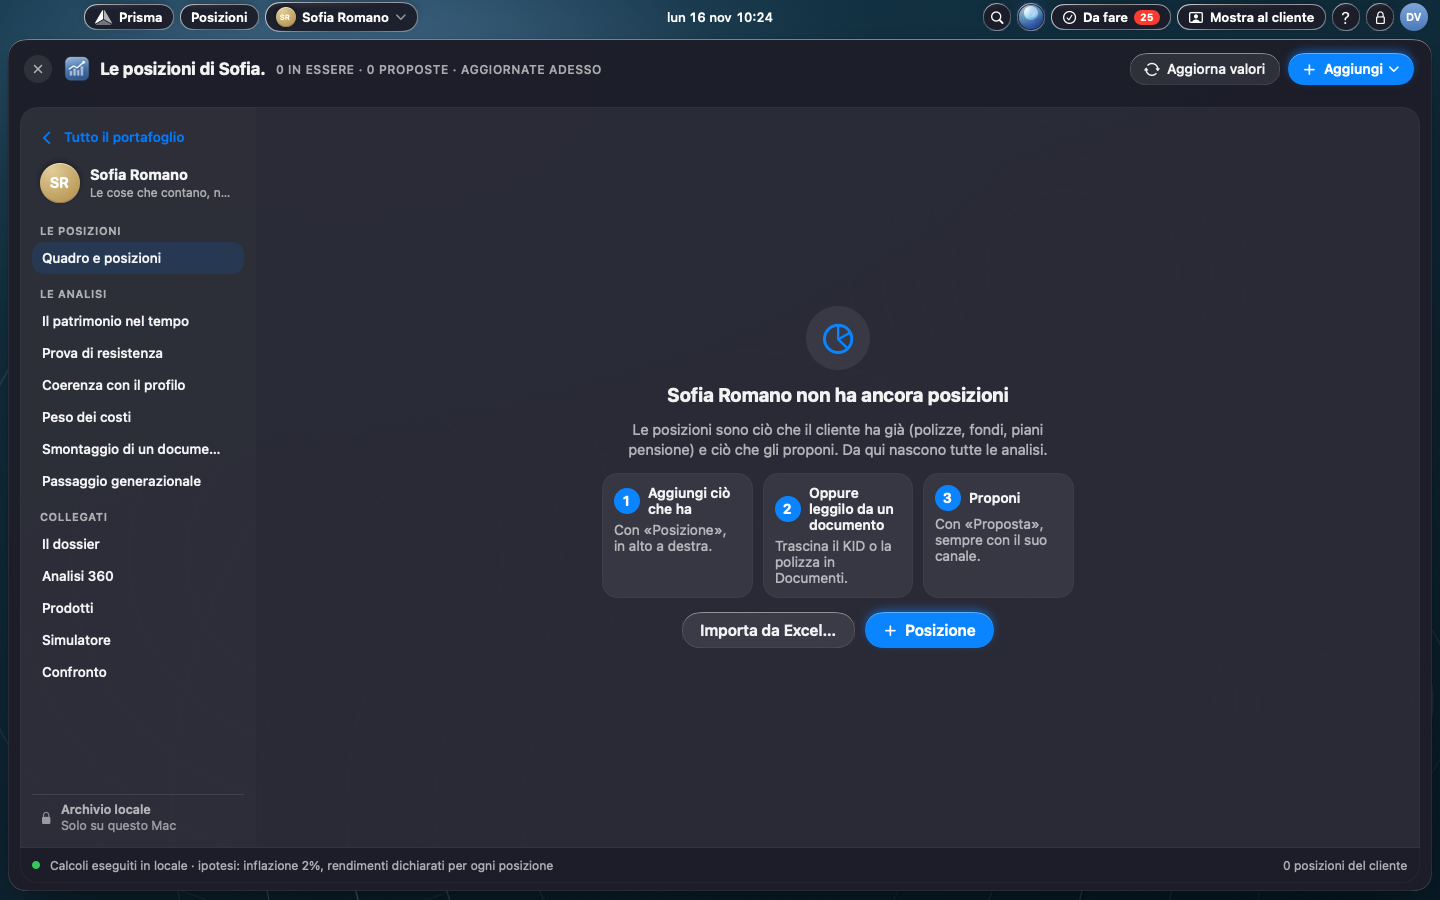 Prisma
Posizioni
SR Sofia Romano
lun 16 nov 10:24
Da fare 25
Mostra al cliente
?
DV
Le posizioni di Sofia.
0 IN ESSERE · 0 PROPOSTE · AGGIORNATE ADESSO
Aggiorna valori
+ Aggiungi
Tutto il portafoglio
SR
Sofia Romano
Le cose che contano, n...
LE POSIZIONI
Quadro e posizioni
LE ANALISI
Il patrimonio nel tempo
Prova di resistenza
Coerenza con il profilo
Peso dei costi
Smontaggio di un docume...
Passaggio generazionale
COLLEGATI
Il dossier
Analisi 360
Prodotti
Simulatore
Confronto
Archivio locale
Solo su questo Mac
Sofia Romano non ha ancora posizioni
Le posizioni sono ciò che il cliente ha già (polizze, fondi, piani
pensione) e ciò che gli proponi. Da qui nascono tutte le analisi.
1
Aggiungi ciò
che ha
Con «Posizione»,
in alto a destra.
2
Oppure
leggilo da un
documento
Trascina il KID o la
polizza in
Documenti.
3
Proponi
Con «Proposta»,
sempre con il suo
canale.
Importa da Excel...
+ Posizione
Calcoli eseguiti in locale · ipotesi: inflazione 2%, rendimenti dichiarati per ogni posizione
0 posizioni del cliente